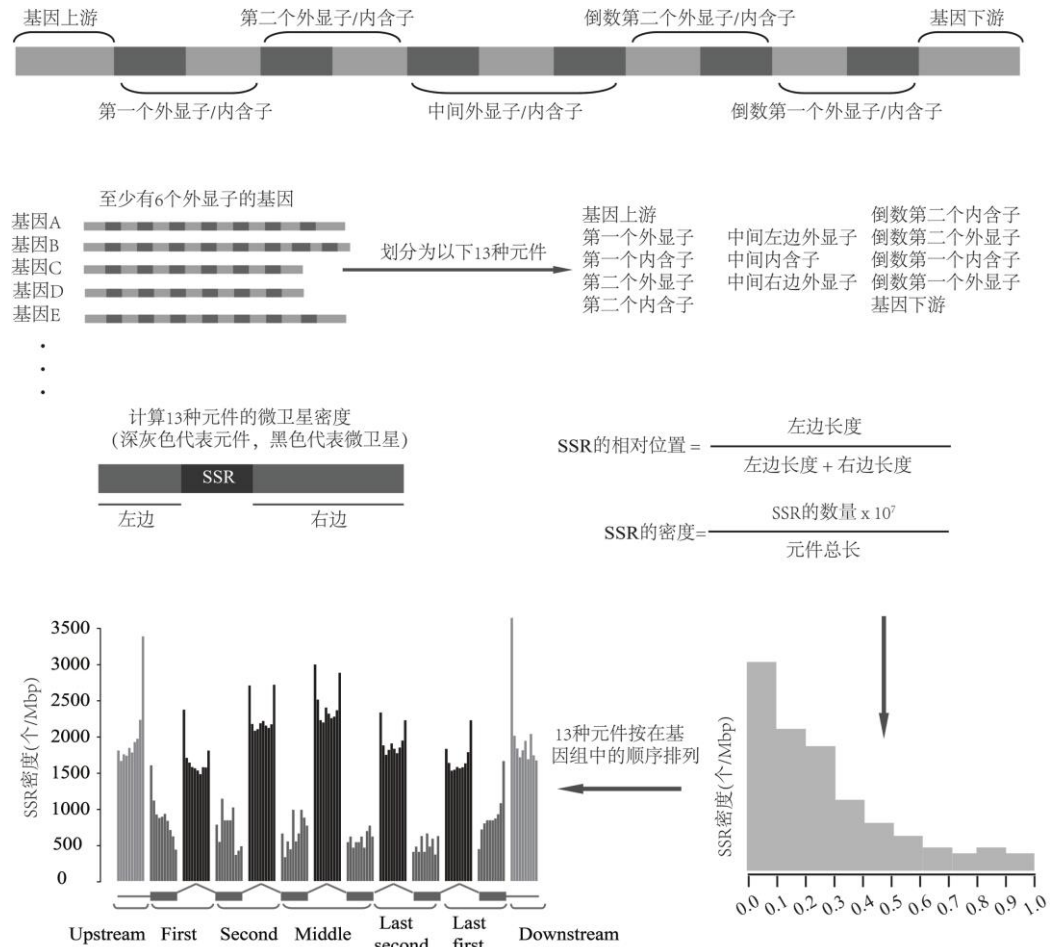 基因上游
第二个外显子/内含子
倒数第二个外显子/内含子
基因下游
第一个外显子/内含子
中间外显子/内含子
倒数第一个外显子/内含子
至少有6个外显子的基因
基因A
基因B
基因C
基因D
基因E
划分为以下13种元件
基因上游
第一个外显子
第一个内含子
第二个外显子
第二个内含子
中间左边外显子
中间内含子
中间右边外显子
倒数第二个内含子
倒数第二个外显子
倒数第一个内含子
倒数第一个外显子
基因下游
计算13种元件的微卫星密度
(深灰色代表元件，黑色代表微卫星)
SSR
左边
右边
SSR的相对位置 =
左边长度
左边长度 + 右边长度
SSR的密度=
SSR的数量 x 10⁷
元件总长
SSR密度(个/Mbp)
3500
3000
2500
2000
1500
1000
500
0
Upstream
First
Second
Middle
Last
second
Last
first
Downstream
13种元件按在基
因组中的顺序排列
SSR密度(个/Mbp)
0.0 0.1 0.2 0.3 0.4 0.5 0.6 0.7 0.8 0.9 1.0